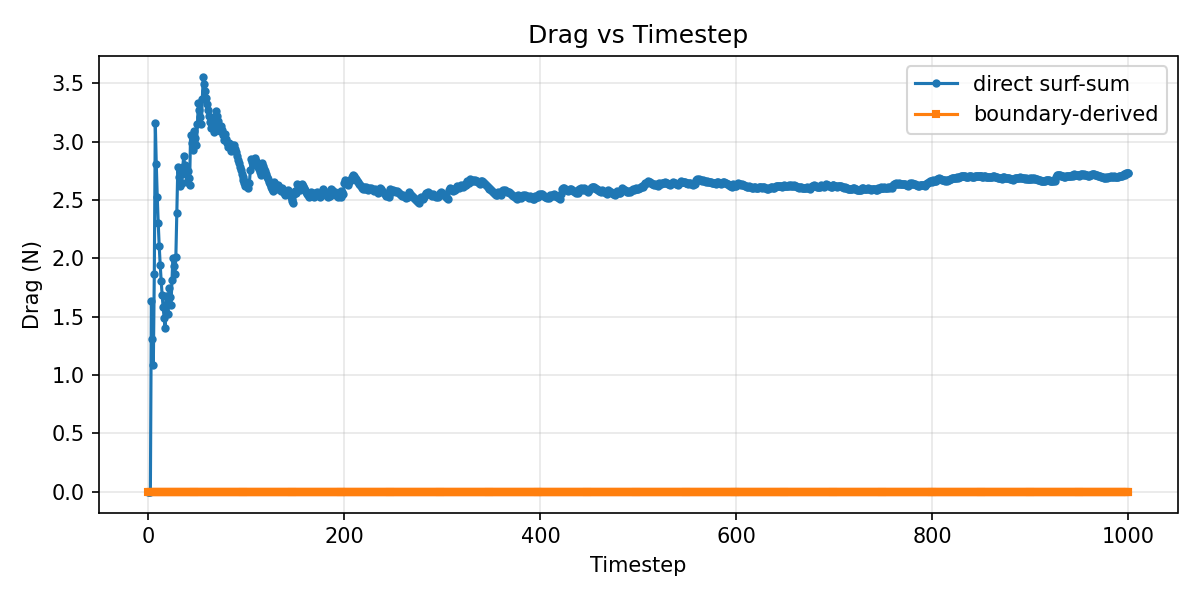 Drag vs Timestep
direct surf-sum
boundary-derived
Drag (N)
3.5
3.0
2.5
2.0
1.5
1.0
0.5
0.0
0 200 400 600 800 1000
Timestep